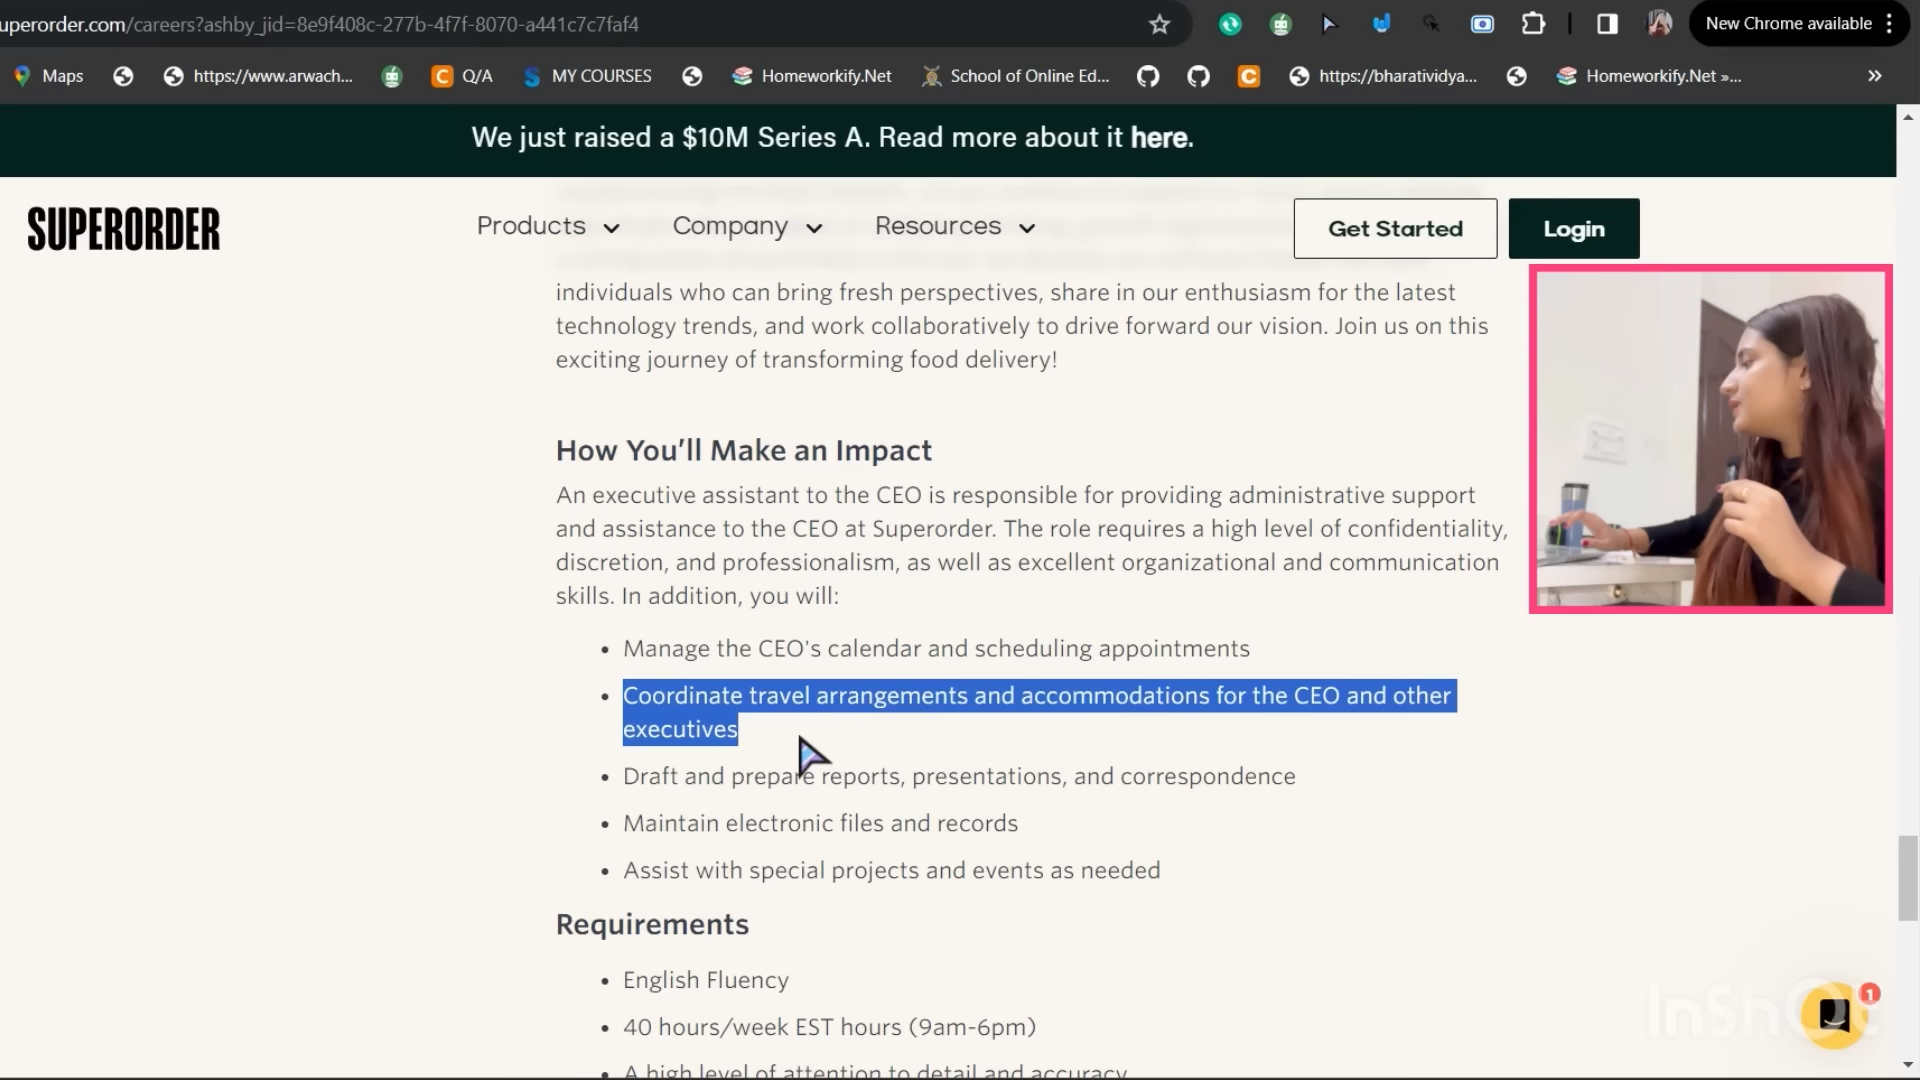 uperorder.com/careers?ashby_jid=8e9f408c-277b-4f7f-8070-a441c7c7faf4
New Chrome available
Maps
https://www.arwach...
Q/A
MY COURSES
Homeworkify.Net
School of Online Ed...
https://bharatividya...
Homeworkify.Net »...
»
We just raised a $10M Series A. Read more about it here.
SUPERORDER
Products
Company
Resources
Get Started
Login
individuals who can bring fresh perspectives, share in our enthusiasm for the latest
technology trends, and work collaboratively to drive forward our vision. Join us on this
exciting journey of transforming food delivery!
How You’ll Make an Impact
An executive assistant to the CEO is responsible for providing administrative support
and assistance to the CEO at Superorder. The role requires a high level of confidentiality,
discretion, and professionalism, as well as excellent organizational and communication
skills. In addition, you will:
• Manage the CEO's calendar and scheduling appointments
• Coordinate travel arrangements and accommodations for the CEO and other
executives
• Draft and prepare reports, presentations, and correspondence
• Maintain electronic files and records
• Assist with special projects and events as needed
Requirements
• English Fluency
• 40 hours/week EST hours (9am-6pm)
• A high level of attention to detail and accuracy
InShOt
1